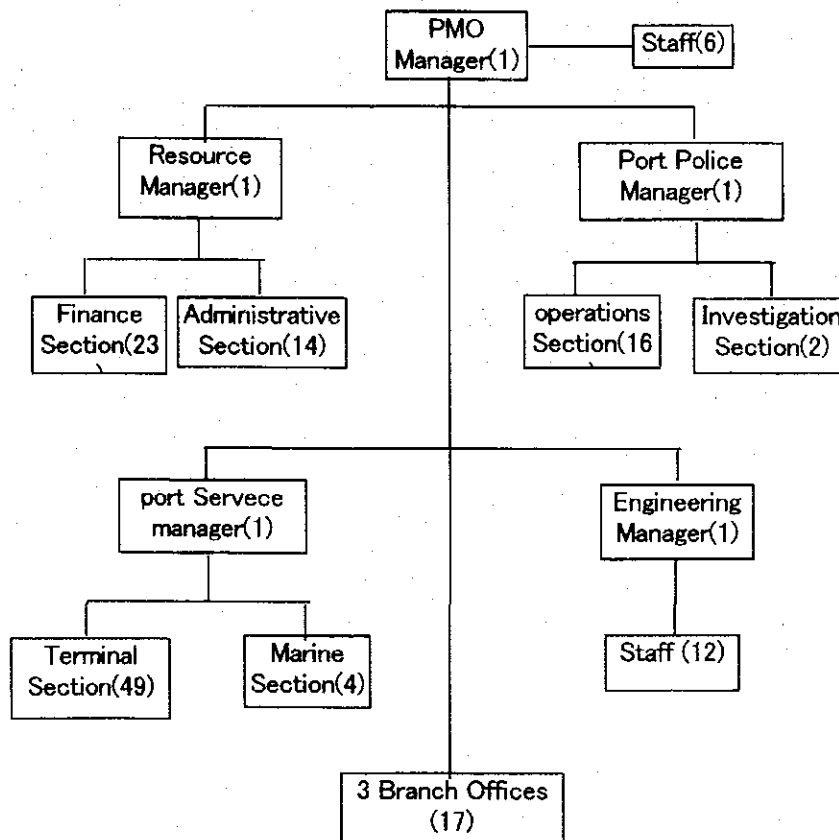 PMO
Manager(1)
Staff(6)
Resource
Manager(1)
Port Police
Manager(1)
Finance
Section(23
Administrative
Section(14)
operations
Section(16
Investigation
Section(2)
port Servece
manager(1)
Engineering
Manager(1)
Terminal
Section(49)
Marine
Section(4)
Staff (12)
3 Branch Offices
(17)